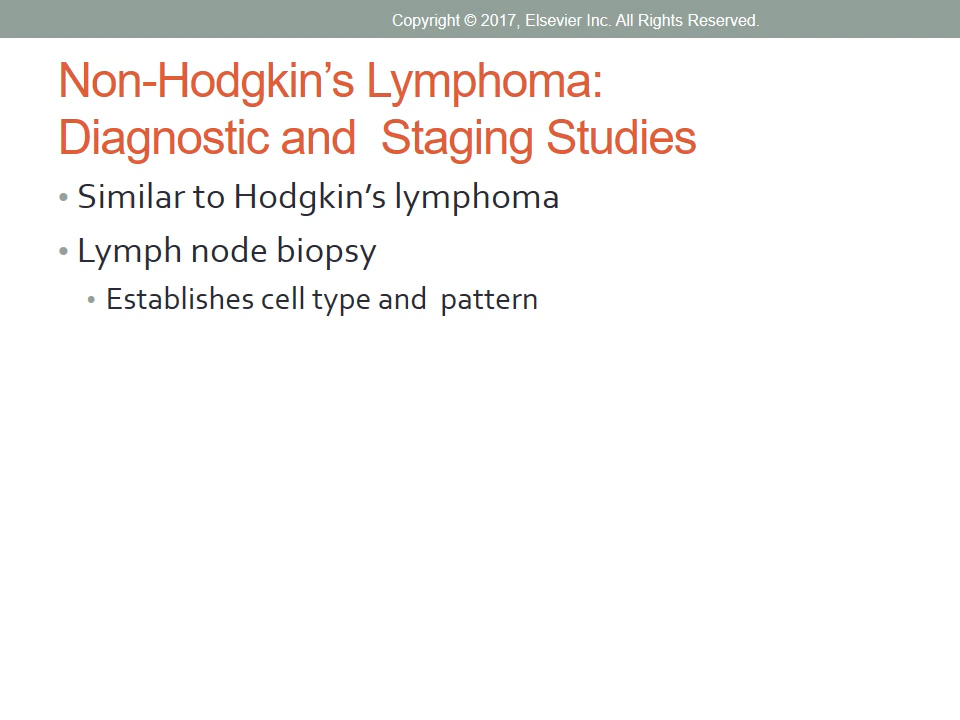 Copyright © 2017, Elsevier Inc. All Rights Reserved.
Non-Hodgkin’s Lymphoma:
Diagnostic and  Staging Studies
• Similar to Hodgkin’s lymphoma
• Lymph node biopsy
• Establishes cell type and  pattern